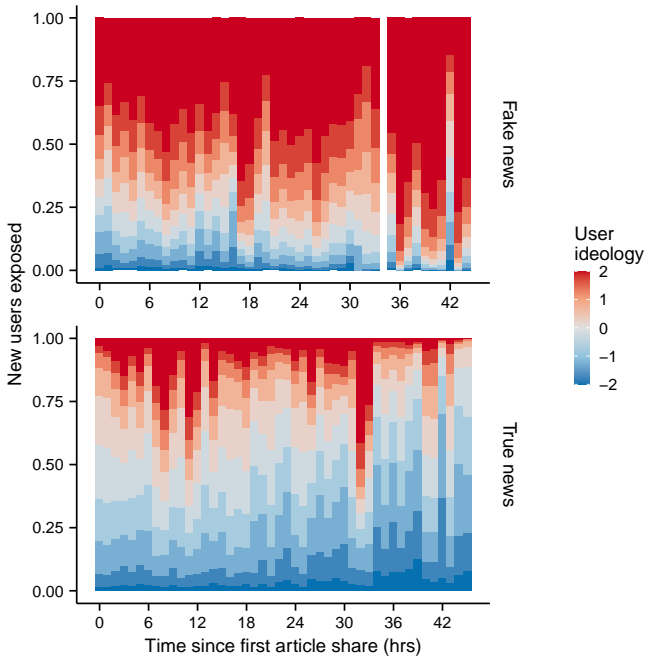 1.00
0.75
0.50
0.25
0.00
0 6 12 18 24 30 36 42
Fake news
New users exposed
1.00
0.75
0.50
0.25
0.00
0 6 12 18 24 30 36 42
True news
Time since first article share (hrs)
User
ideology
2
1
0
−1
−2